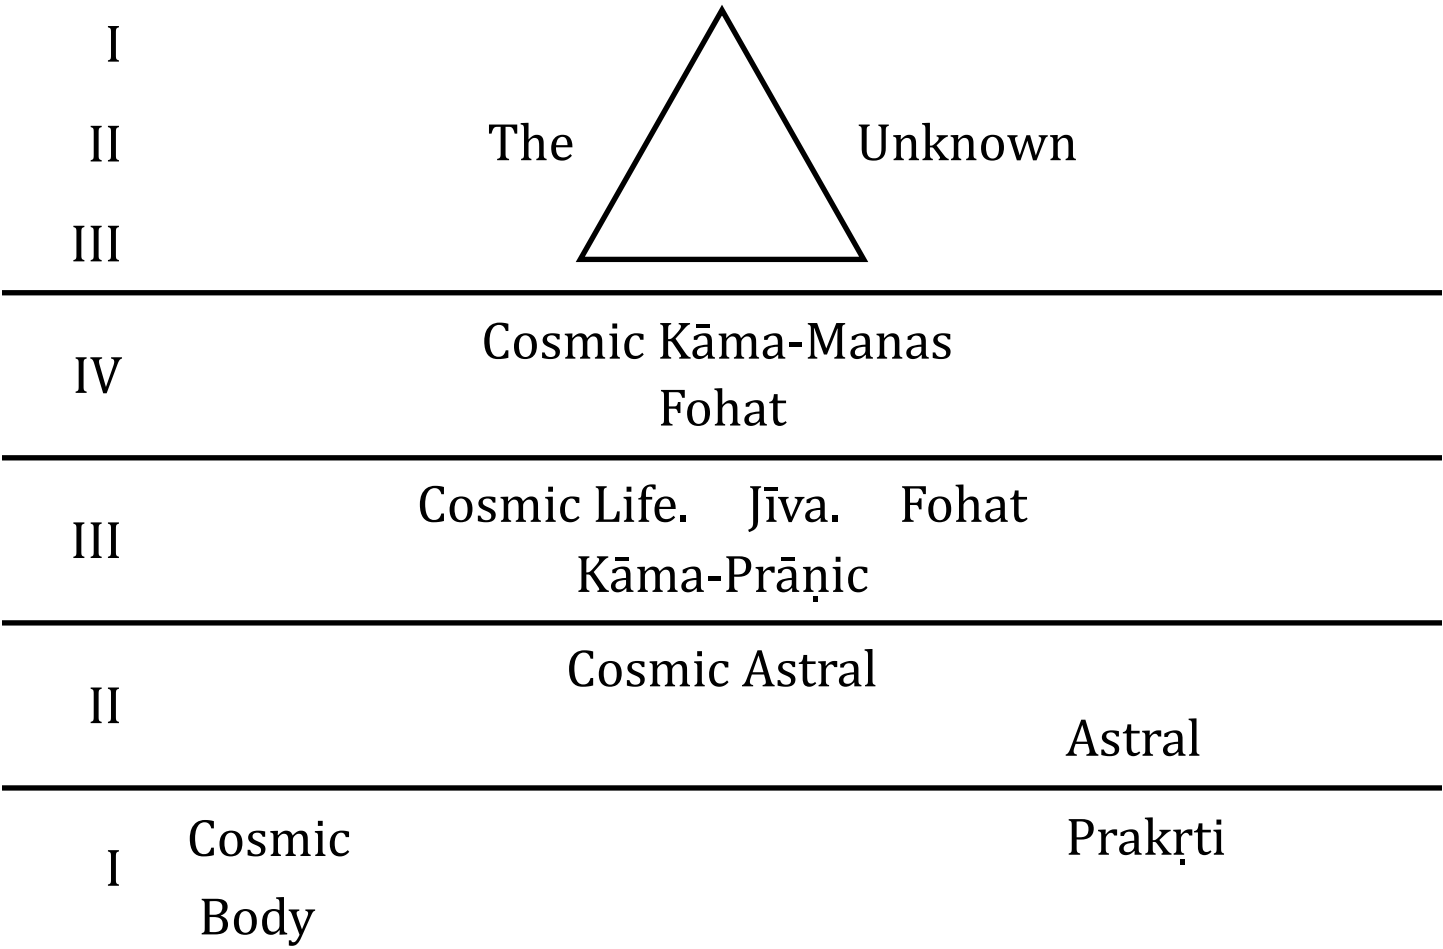 I
II The Unknown
III
Cosmic Kāma-Manas
IV
Fohat
Cosmic Life. Jīva. Fohat
III
Kāma-Prāṇic
Cosmic Astral
II
Astral
Cosmic Prakṛti
I
Body